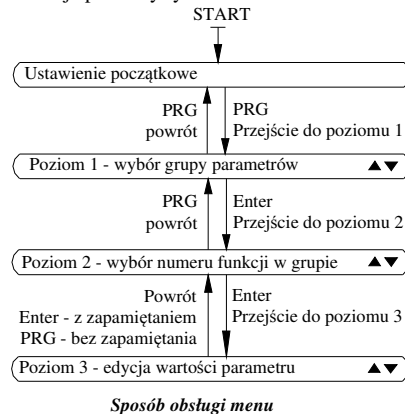 START
Ustawienie początkowe
PRG
powrót
PRG
Przejście do poziomu 1
Poziom 1 - wybór grupy parametrów ▲▼
PRG
powrót
Enter
Przejście do poziomu 2
Poziom 2 - wybór numeru funkcji w grupie ▲▼
Powrót
Enter - z zapamiętaniem
PRG - bez zapamiętania
Enter
Przejście do poziomu 3
Poziom 3 - edycja wartości parametru ▲▼
Sposób obsługi menu